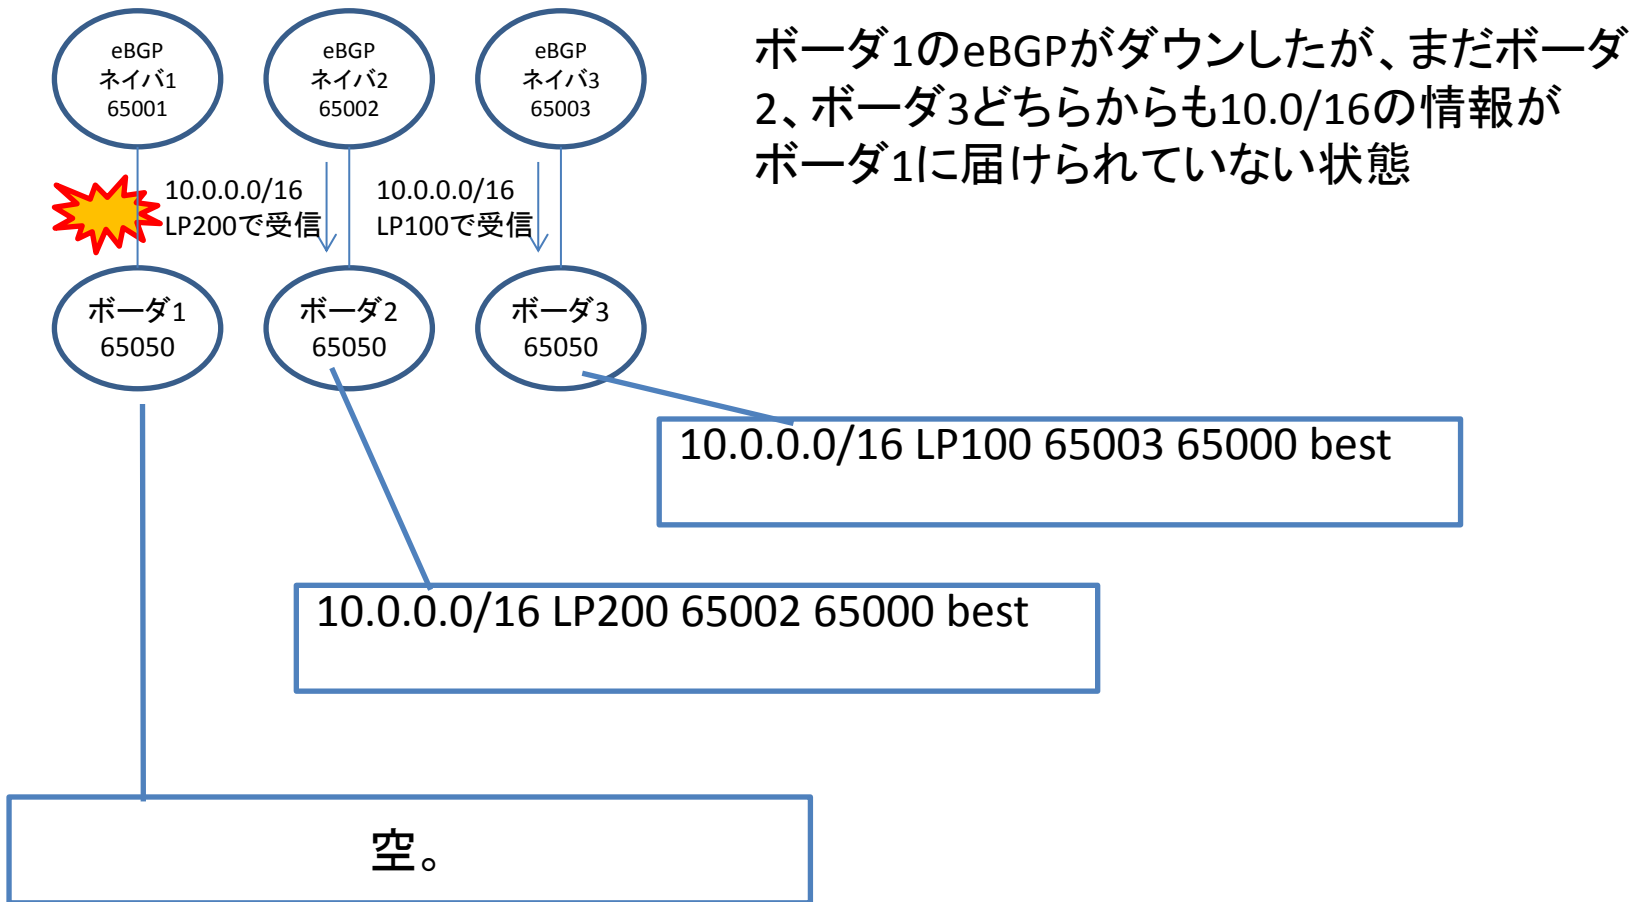 eBGP
ネイバ1
65001
eBGP
ネイバ2
65002
eBGP
ネイバ3
65003
ボーダ1のeBGPがダウンしたが、まだボーダ
2、ボーダ3どちらからも10.0/16の情報が
ボーダ1に届けられていない状態
10.0.0.0/16
LP200で受信
10.0.0.0/16
LP100で受信
ボーダ1
65050
ボーダ2
65050
ボーダ3
65050
10.0.0.0/16 LP100 65003 65000 best
10.0.0.0/16 LP200 65002 65000 best
空。